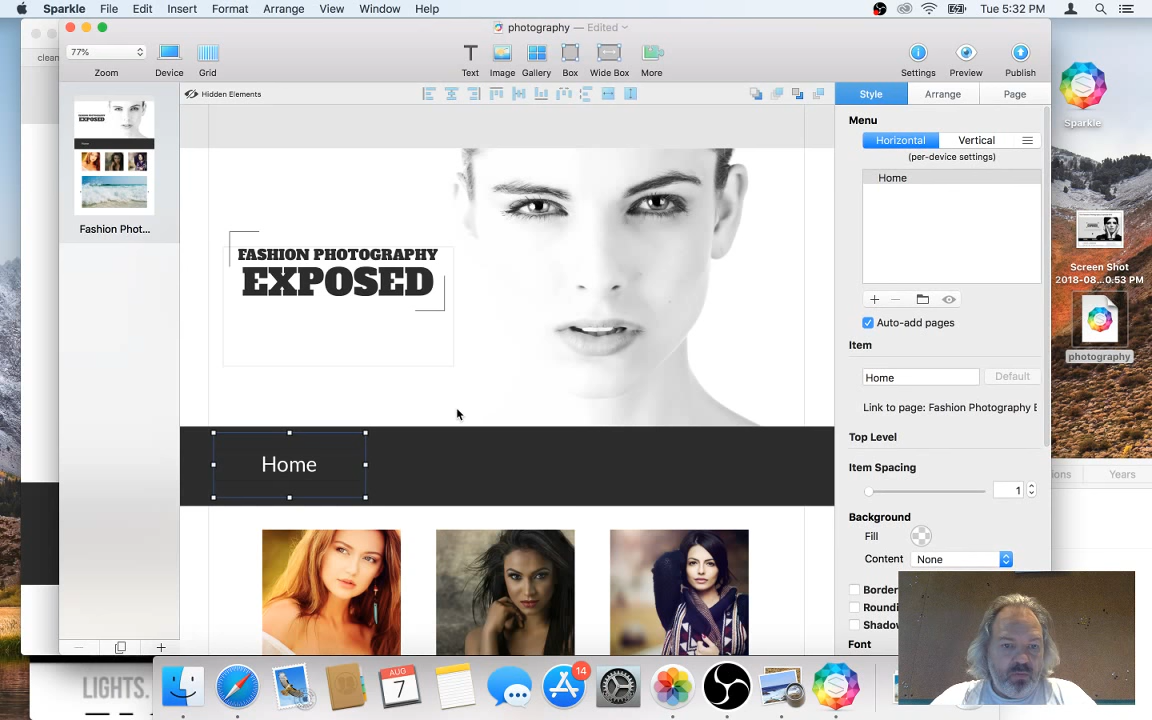 Sparkle File Edit Insert Format Arrange View Window Help Tue 5:32 PM
photography — Edited
clean
77%
Zoom Device Grid Text Image Gallery Box Wide Box More Settings Preview Publish
Hidden Elements
Style Arrange Page
Menu
Horizontal Vertical
(per-device settings)
Home
Auto-add pages
Item
Home Default
Link to page: Fashion Photography E
Top Level
Item Spacing
1
Background
Fill
Content None
Border
Roundi
Shado
Font
Fashion Phot...
FASHION PHOTOGRAPHY
EXPOSED
Home
Sparkle
Screen Shot
2018-08...0.53 PM
photography
ions Years
LIGHTS.
AUG
7
14